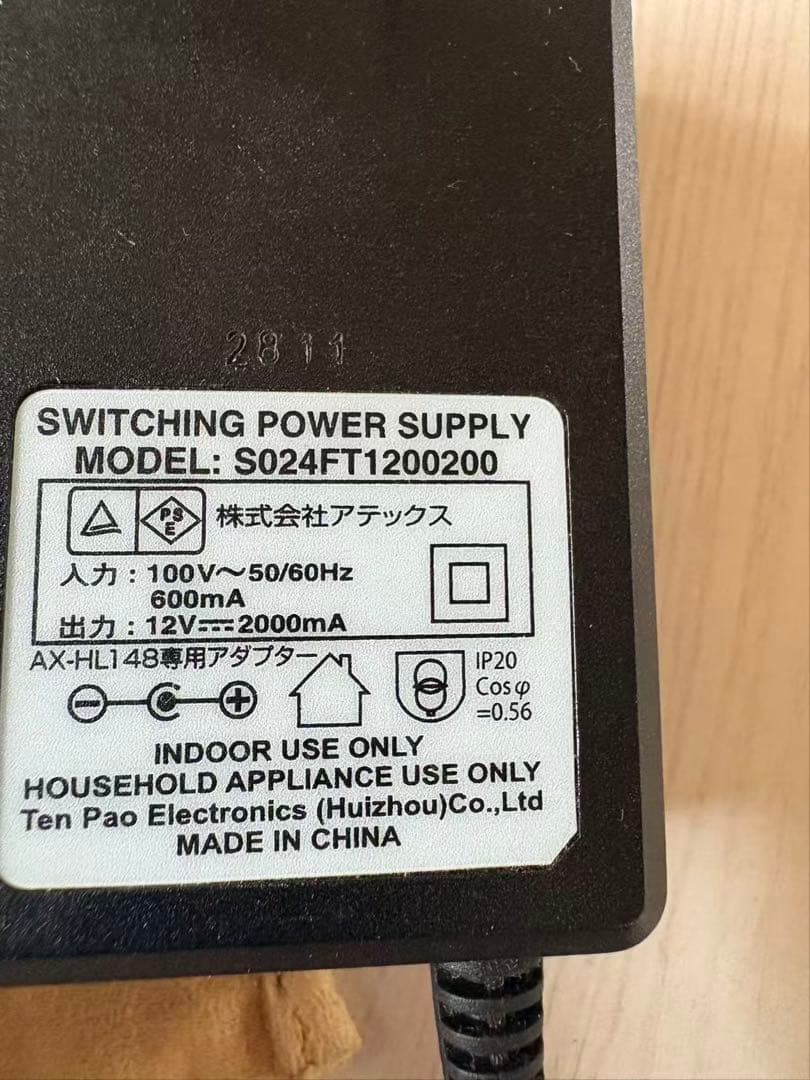 2811
SWITCHING POWER SUPPLY
MODEL: S024FT1200200
PS
E
株式会社アテックス
入力：100V～50/60Hz
600mA
出力：12V⎓2000mA
AX-HL148専用アダプター
IP20
Cosφ
=0.56
INDOOR USE ONLY
HOUSEHOLD APPLIANCE USE ONLY
Ten Pao Electronics (Huizhou)Co.,Ltd
MADE IN CHINA